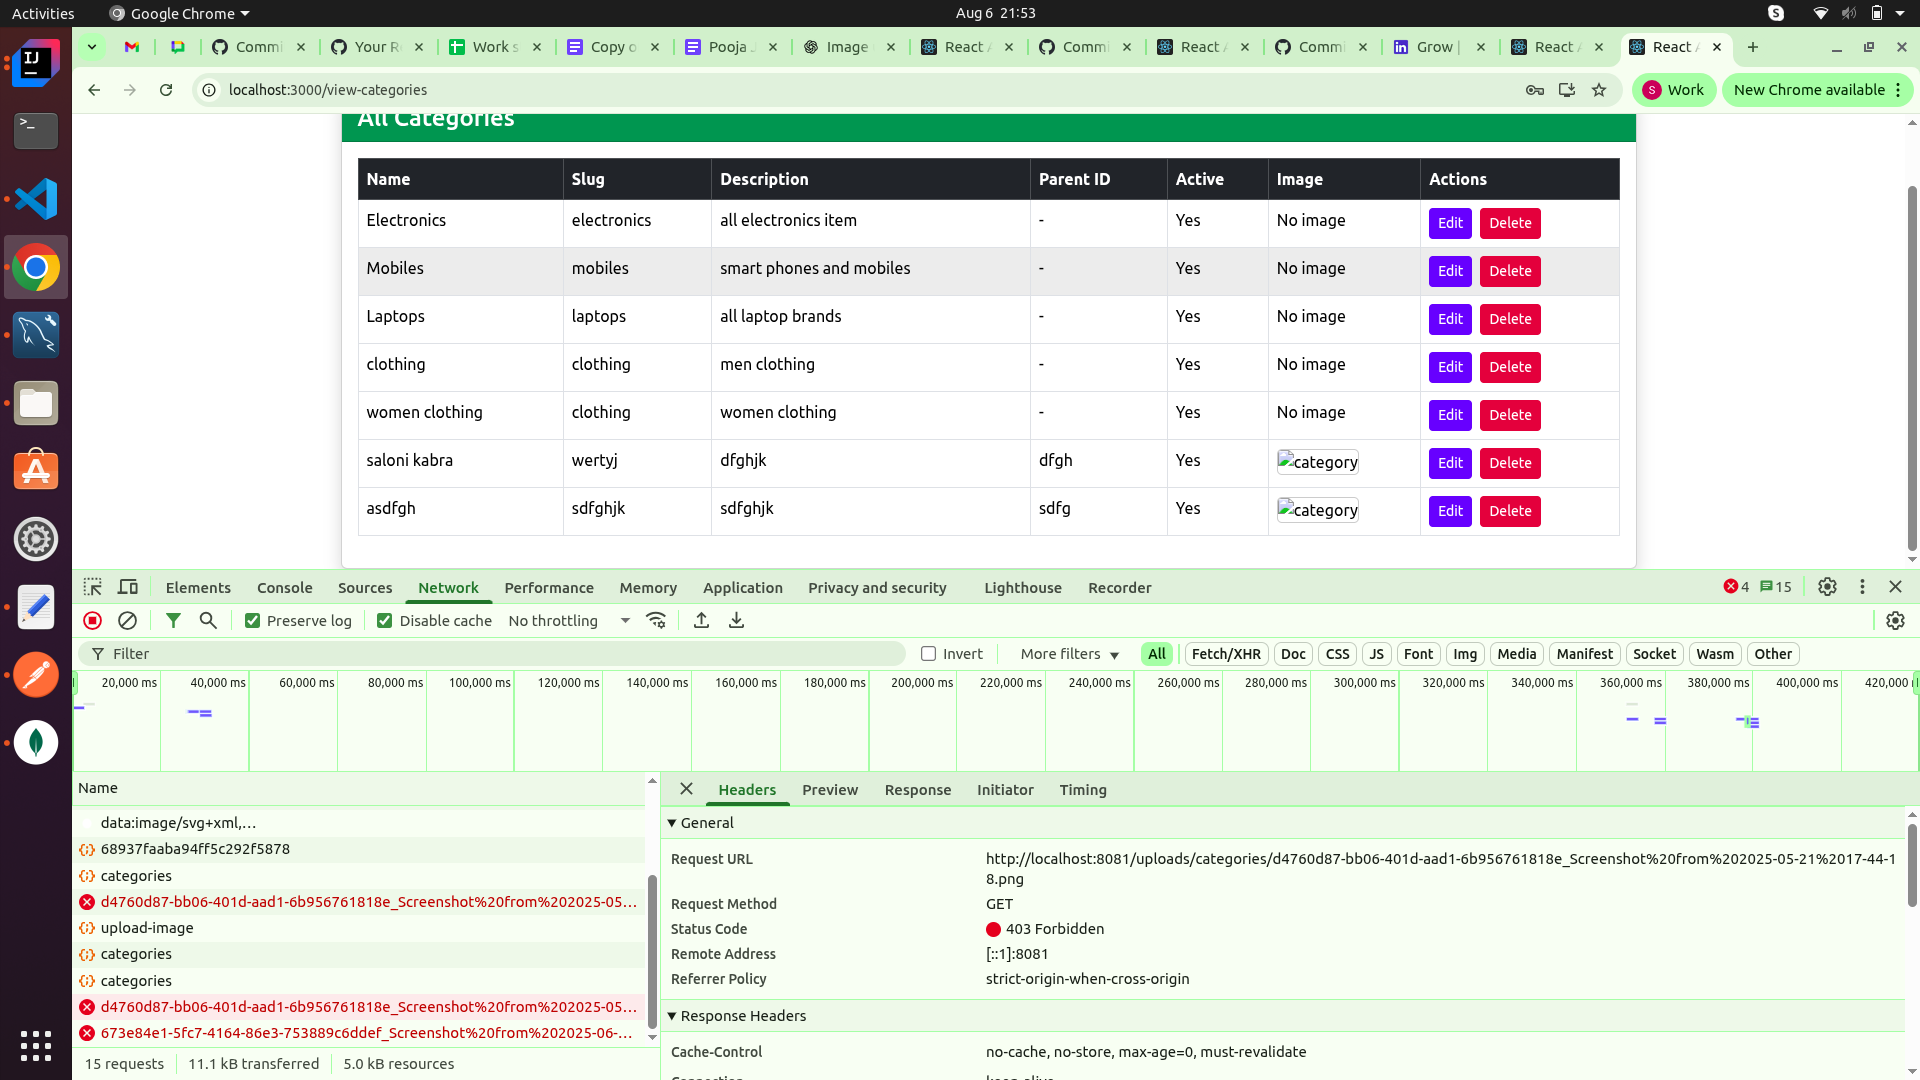 Activities
Google Chrome
Aug 6 21:53
Commi
Your R
Work s
Copy o
Pooja J
Image
React A
Commi
React A
Commi
Grow |
React A
React A
localhost:3000/view-categories
S Work
New Chrome available
All Categories
Name Slug Description Parent ID Active Image Actions
Electronics electronics all electronics item - Yes No image Edit Delete
Mobiles mobiles smart phones and mobiles - Yes No image Edit Delete
Laptops laptops all laptop brands - Yes No image Edit Delete
clothing clothing men clothing - Yes No image Edit Delete
women clothing clothing women clothing - Yes No image Edit Delete
saloni kabra wertyj dfghjk dfgh Yes category Edit Delete
asdfgh sdfghjk sdfghjk sdfg Yes category Edit Delete
Elements Console Sources Network Performance Memory Application Privacy and security Lighthouse Recorder 4 15
Preserve log Disable cache No throttling
Filter Invert More filters All Fetch/XHR Doc CSS JS Font Img Media Manifest Socket Wasm Other
20,000 ms 40,000 ms 60,000 ms 80,000 ms 100,000 ms 120,000 ms 140,000 ms 160,000 ms 180,000 ms 200,000 ms 220,000 ms 240,000 ms 260,000 ms 280,000 ms 300,000 ms 320,000 ms 340,000 ms 360,000 ms 380,000 ms 400,000 ms 420,000
Name
data:image/svg+xml,…
68937faaba94ff5c292f5878
categories
d4760d87-bb06-401d-aad1-6b956761818e_Screenshot%20from%202025-05…
upload-image
categories
categories
d4760d87-bb06-401d-aad1-6b956761818e_Screenshot%20from%202025-05…
673e84e1-5fc7-4164-86e3-753889c6ddef_Screenshot%20from%202025-06-…
15 requests 11.1 kB transferred 5.0 kB resources
Headers Preview Response Initiator Timing
General
Request URL http://localhost:8081/uploads/categories/d4760d87-bb06-401d-aad1-6b956761818e_Screenshot%20from%202025-05-21%2017-44-1
8.png
Request Method GET
Status Code 403 Forbidden
Remote Address [::1]:8081
Referrer Policy strict-origin-when-cross-origin
Response Headers
Cache-Control no-cache, no-store, max-age=0, must-revalidate